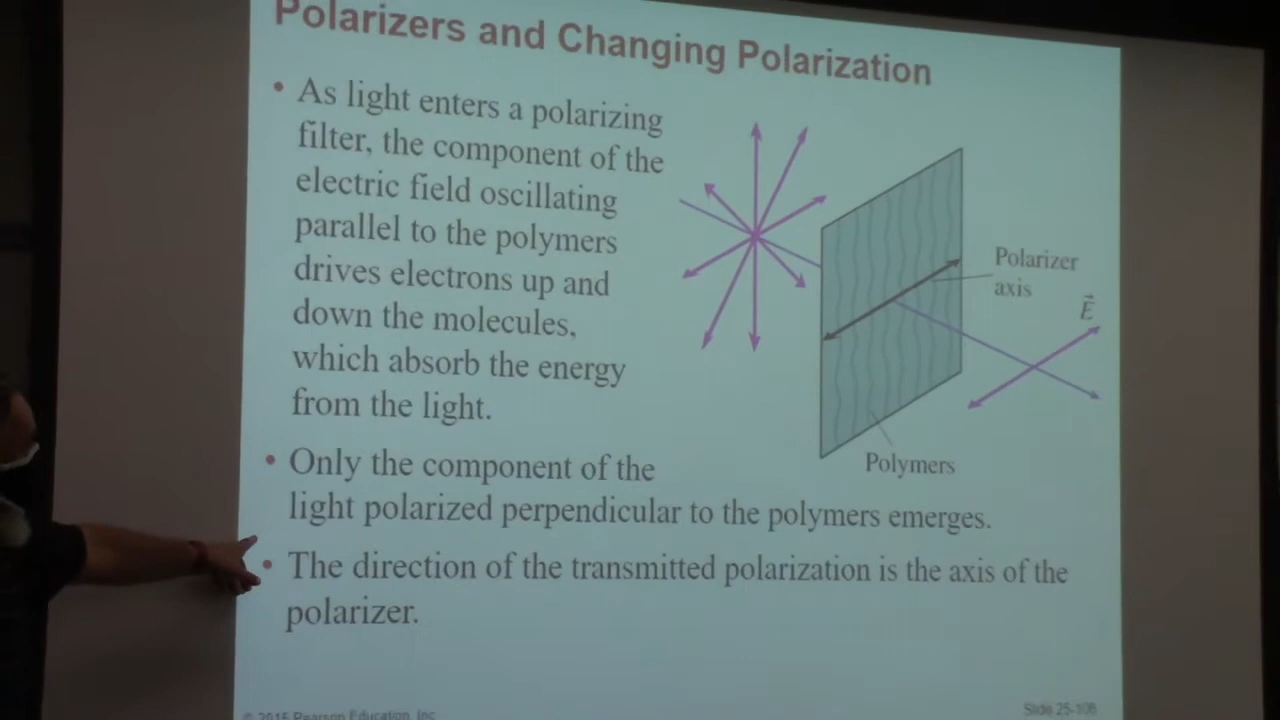 Polarizers and Changing Polarization
• As light enters a polarizing
filter, the component of the
electric field oscillating
parallel to the polymers
drives electrons up and
down the molecules,
which absorb the energy
from the light.
• Only the component of the
light polarized perpendicular to the polymers emerges.
• The direction of the transmitted polarization is the axis of the
polarizer.
Polarizer
axis
E⃗
Polymers
© 2015 Pearson Education, Inc.
Slide 25-108